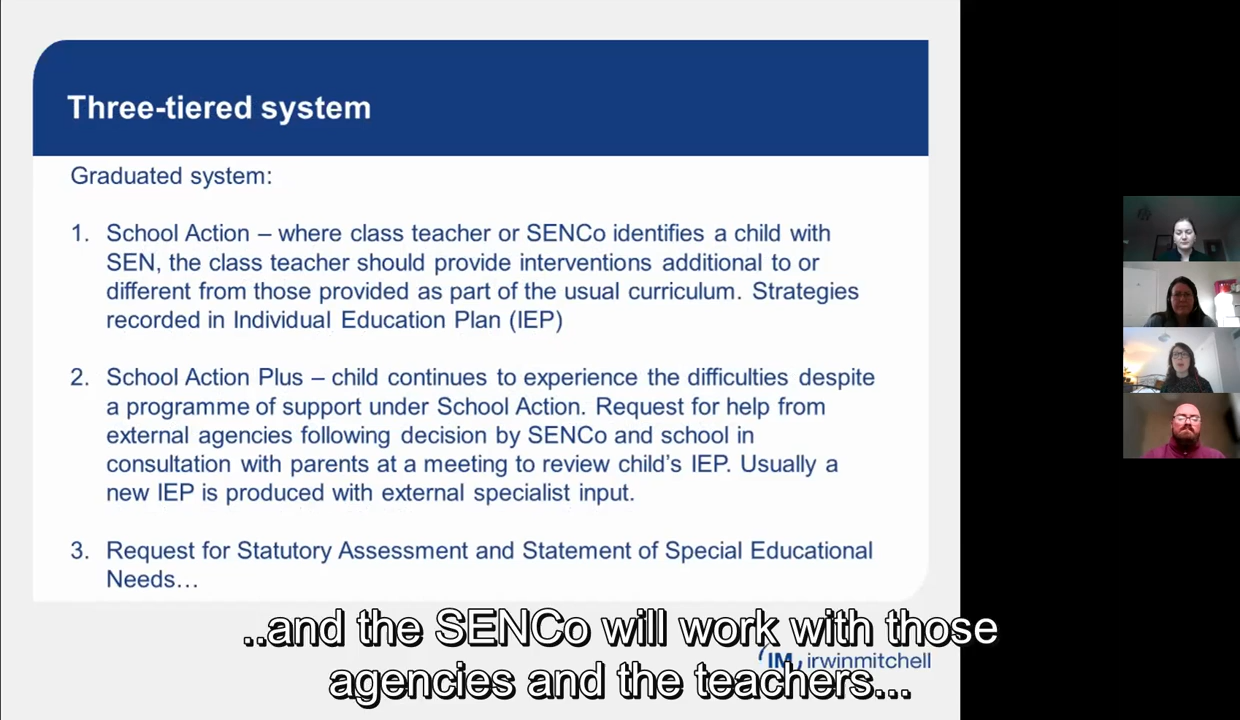 Three-tiered system
Graduated system:
1. School Action – where class teacher or SENCo identifies a child with
SEN, the class teacher should provide interventions additional to or
different from those provided as part of the usual curriculum. Strategies
recorded in Individual Education Plan (IEP)
2. School Action Plus – child continues to experience the difficulties despite
a programme of support under School Action. Request for help from
external agencies following decision by SENCo and school in
consultation with parents at a meeting to review child's IEP. Usually a
new IEP is produced with external specialist input.
3. Request for Statutory Assessment and Statement of Special Educational
Needs…
..and the SENCo will work with those
IM irwinmitchell
agencies and the teachers...